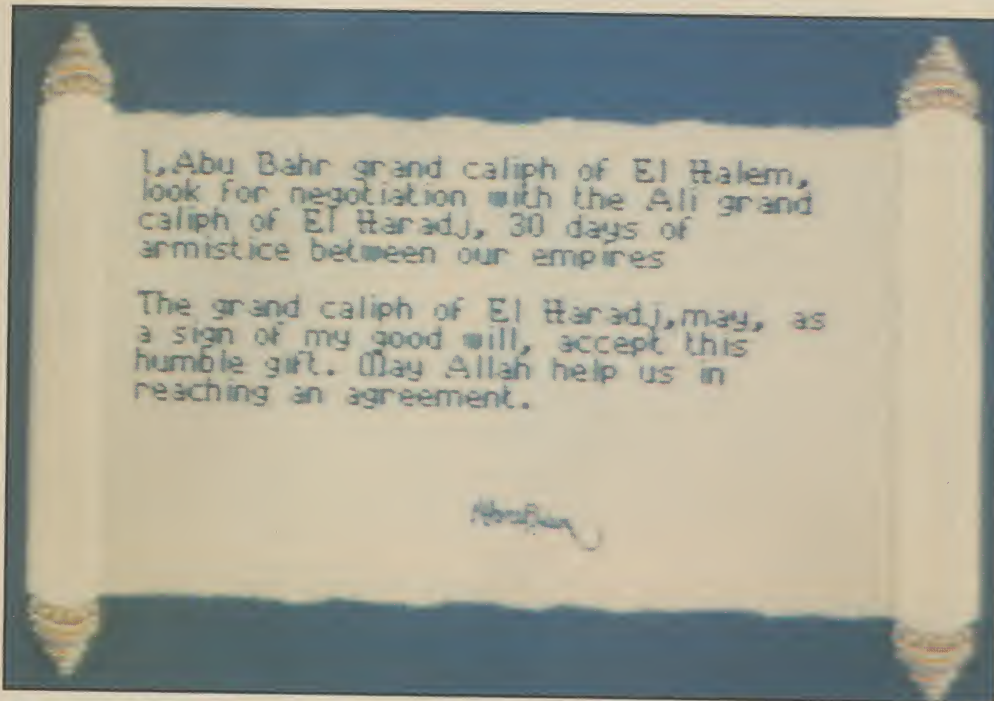 I,Abu Bahr grand caliph of El Halem,
look for negotiation with the Ali grand
caliph of El Haradj, 30 days of
armistice between our empires
The grand caliph of El Haradj,may, as
a sign of my good will, accept this
humble gift. May Allah help us in
reaching an agreement.